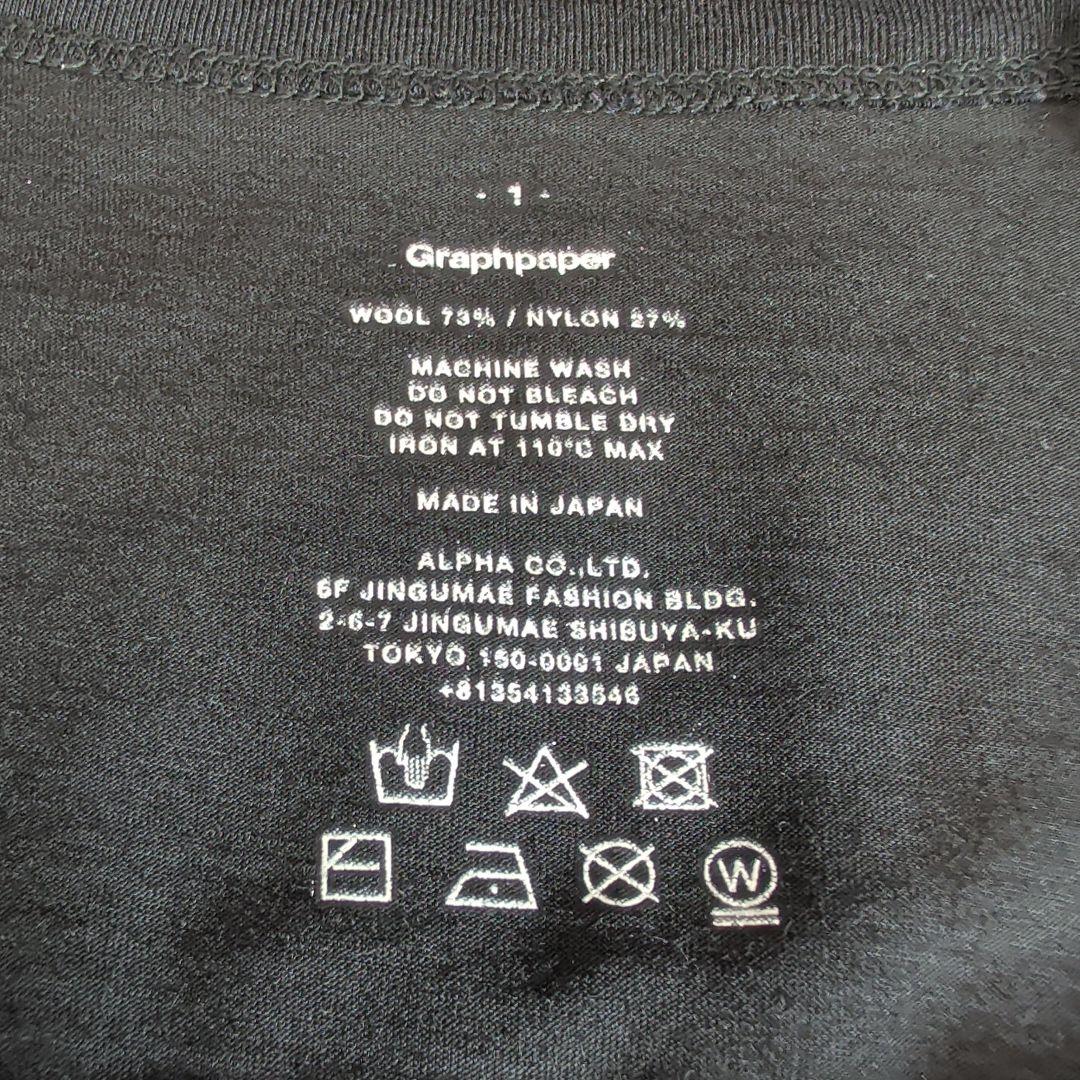 - 1 -
Graphpaper
WOOL 73% / NYLON 27%
MACHINE WASH
DO NOT BLEACH
DO NOT TUMBLE DRY
IRON AT 110°C MAX
MADE IN JAPAN
ALPHA CO.,LTD.
6F JINGUMAE FASHION BLDG.
2-6-7 JINGUMAE SHIBUYA-KU
TOKYO 150-0001 JAPAN
+81354133546
W